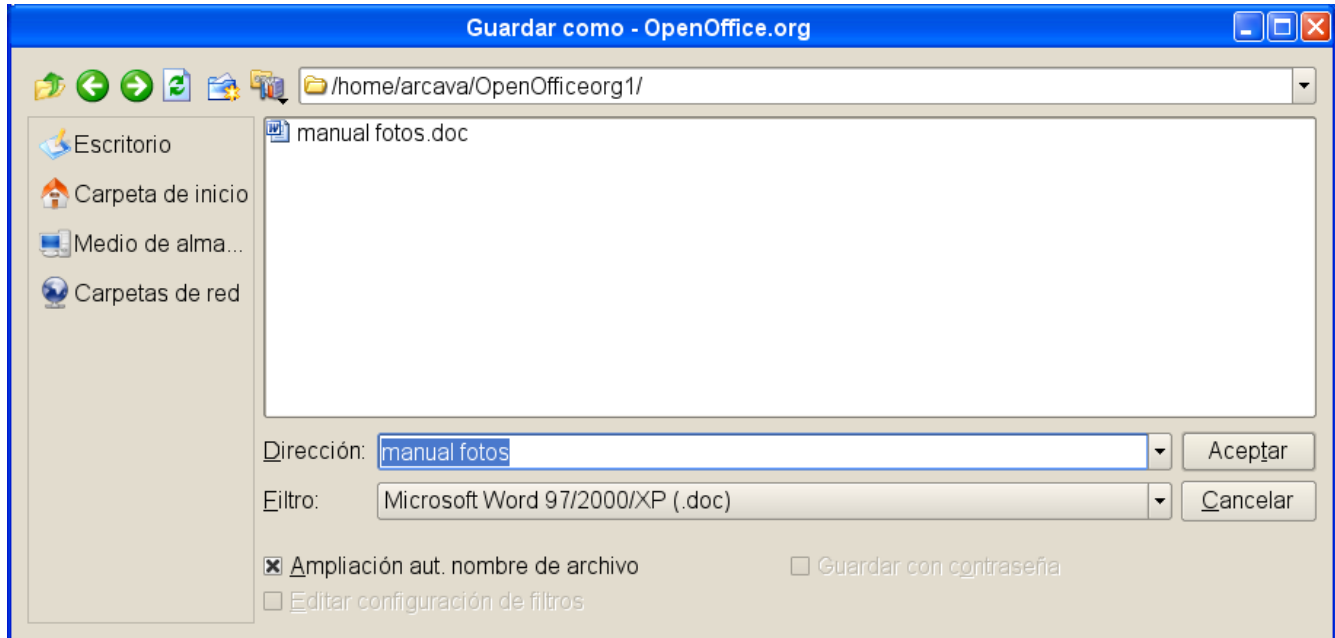 Guardar como - OpenOffice.org
/home/arcava/OpenOfficeorg1/
Escritorio
Carpeta de inicio
Medio de alma...
Carpetas de red
manual fotos.doc
Dirección: manual fotos Aceptar
Filtro: Microsoft Word 97/2000/XP (.doc) Cancelar
Ampliación aut. nombre de archivo Guardar con contraseña
Editar configuración de filtros